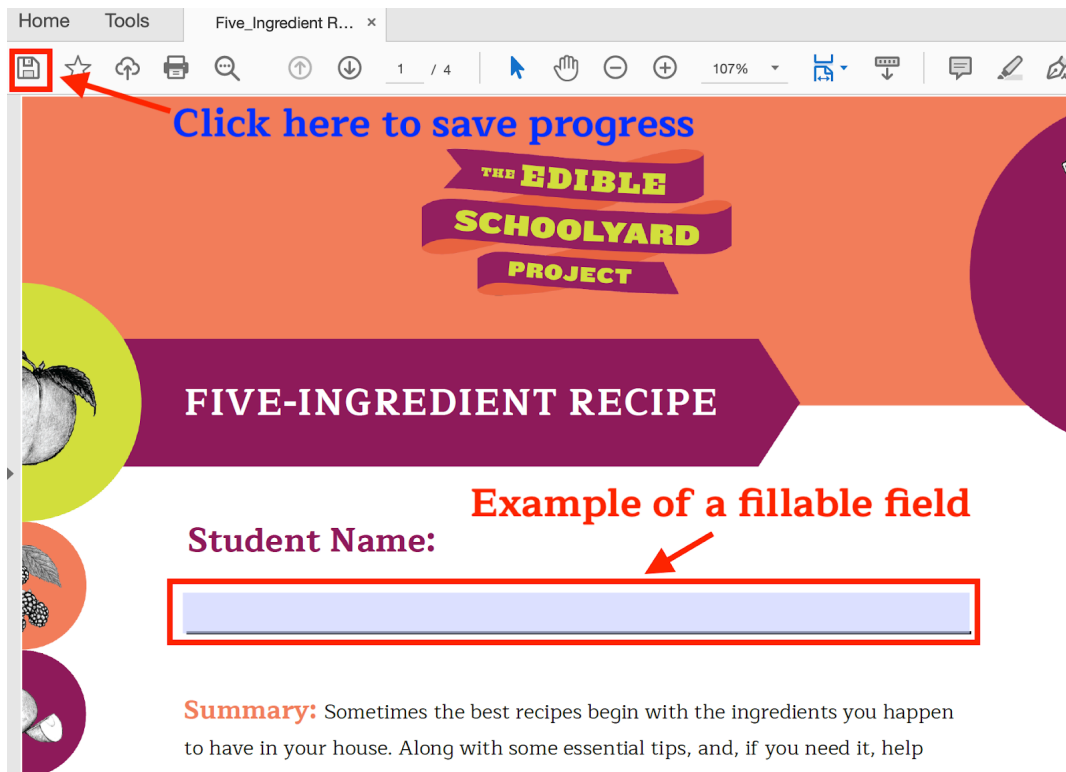 Home Tools Five_Ingredient R... ×
1 / 4 107%
Click here to save progress
THE EDIBLE
SCHOOLYARD
PROJECT
FIVE-INGREDIENT RECIPE
Example of a fillable field
Student Name:
Summary: Sometimes the best recipes begin with the ingredients you happen
to have in your house. Along with some essential tips, and, if you need it, help